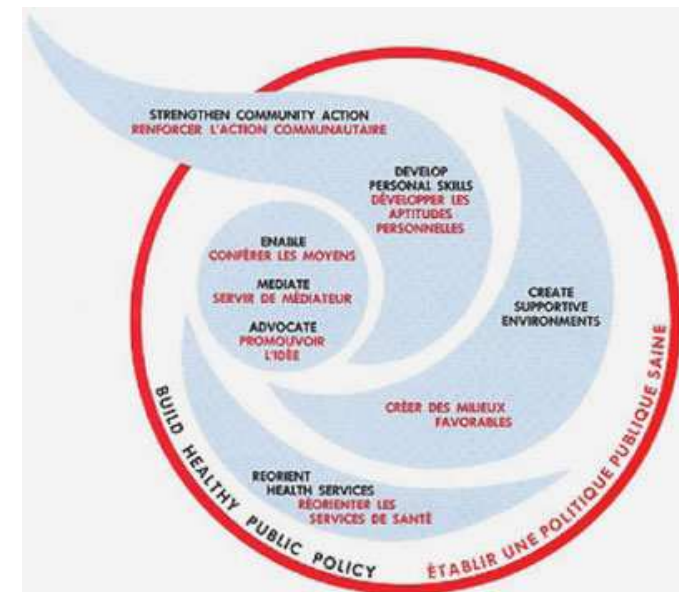 STRENGTHEN COMMUNITY ACTION
RENFORCER L'ACTION COMMUNAUTAIRE
DEVELOP
PERSONAL SKILLS
DÉVELOPPER LES
APTITUDES
PERSONNELLES
ENABLE
CONFÉRER LES MOYENS
MEDIATE
SERVIR DE MÉDIATEUR
ADVOCATE
PROMOUVOIR
L'IDÉE
CREATE
SUPPORTIVE
ENVIRONMENTS
CRÉER DES MILIEUX
FAVORABLES
REORIENT
HEALTH SERVICES
RÉORIENTER LES
SERVICES DE SANTÉ
BUILD HEALTHY PUBLIC POLICY
ÉTABLIR UNE POLITIQUE PUBLIQUE SAINE